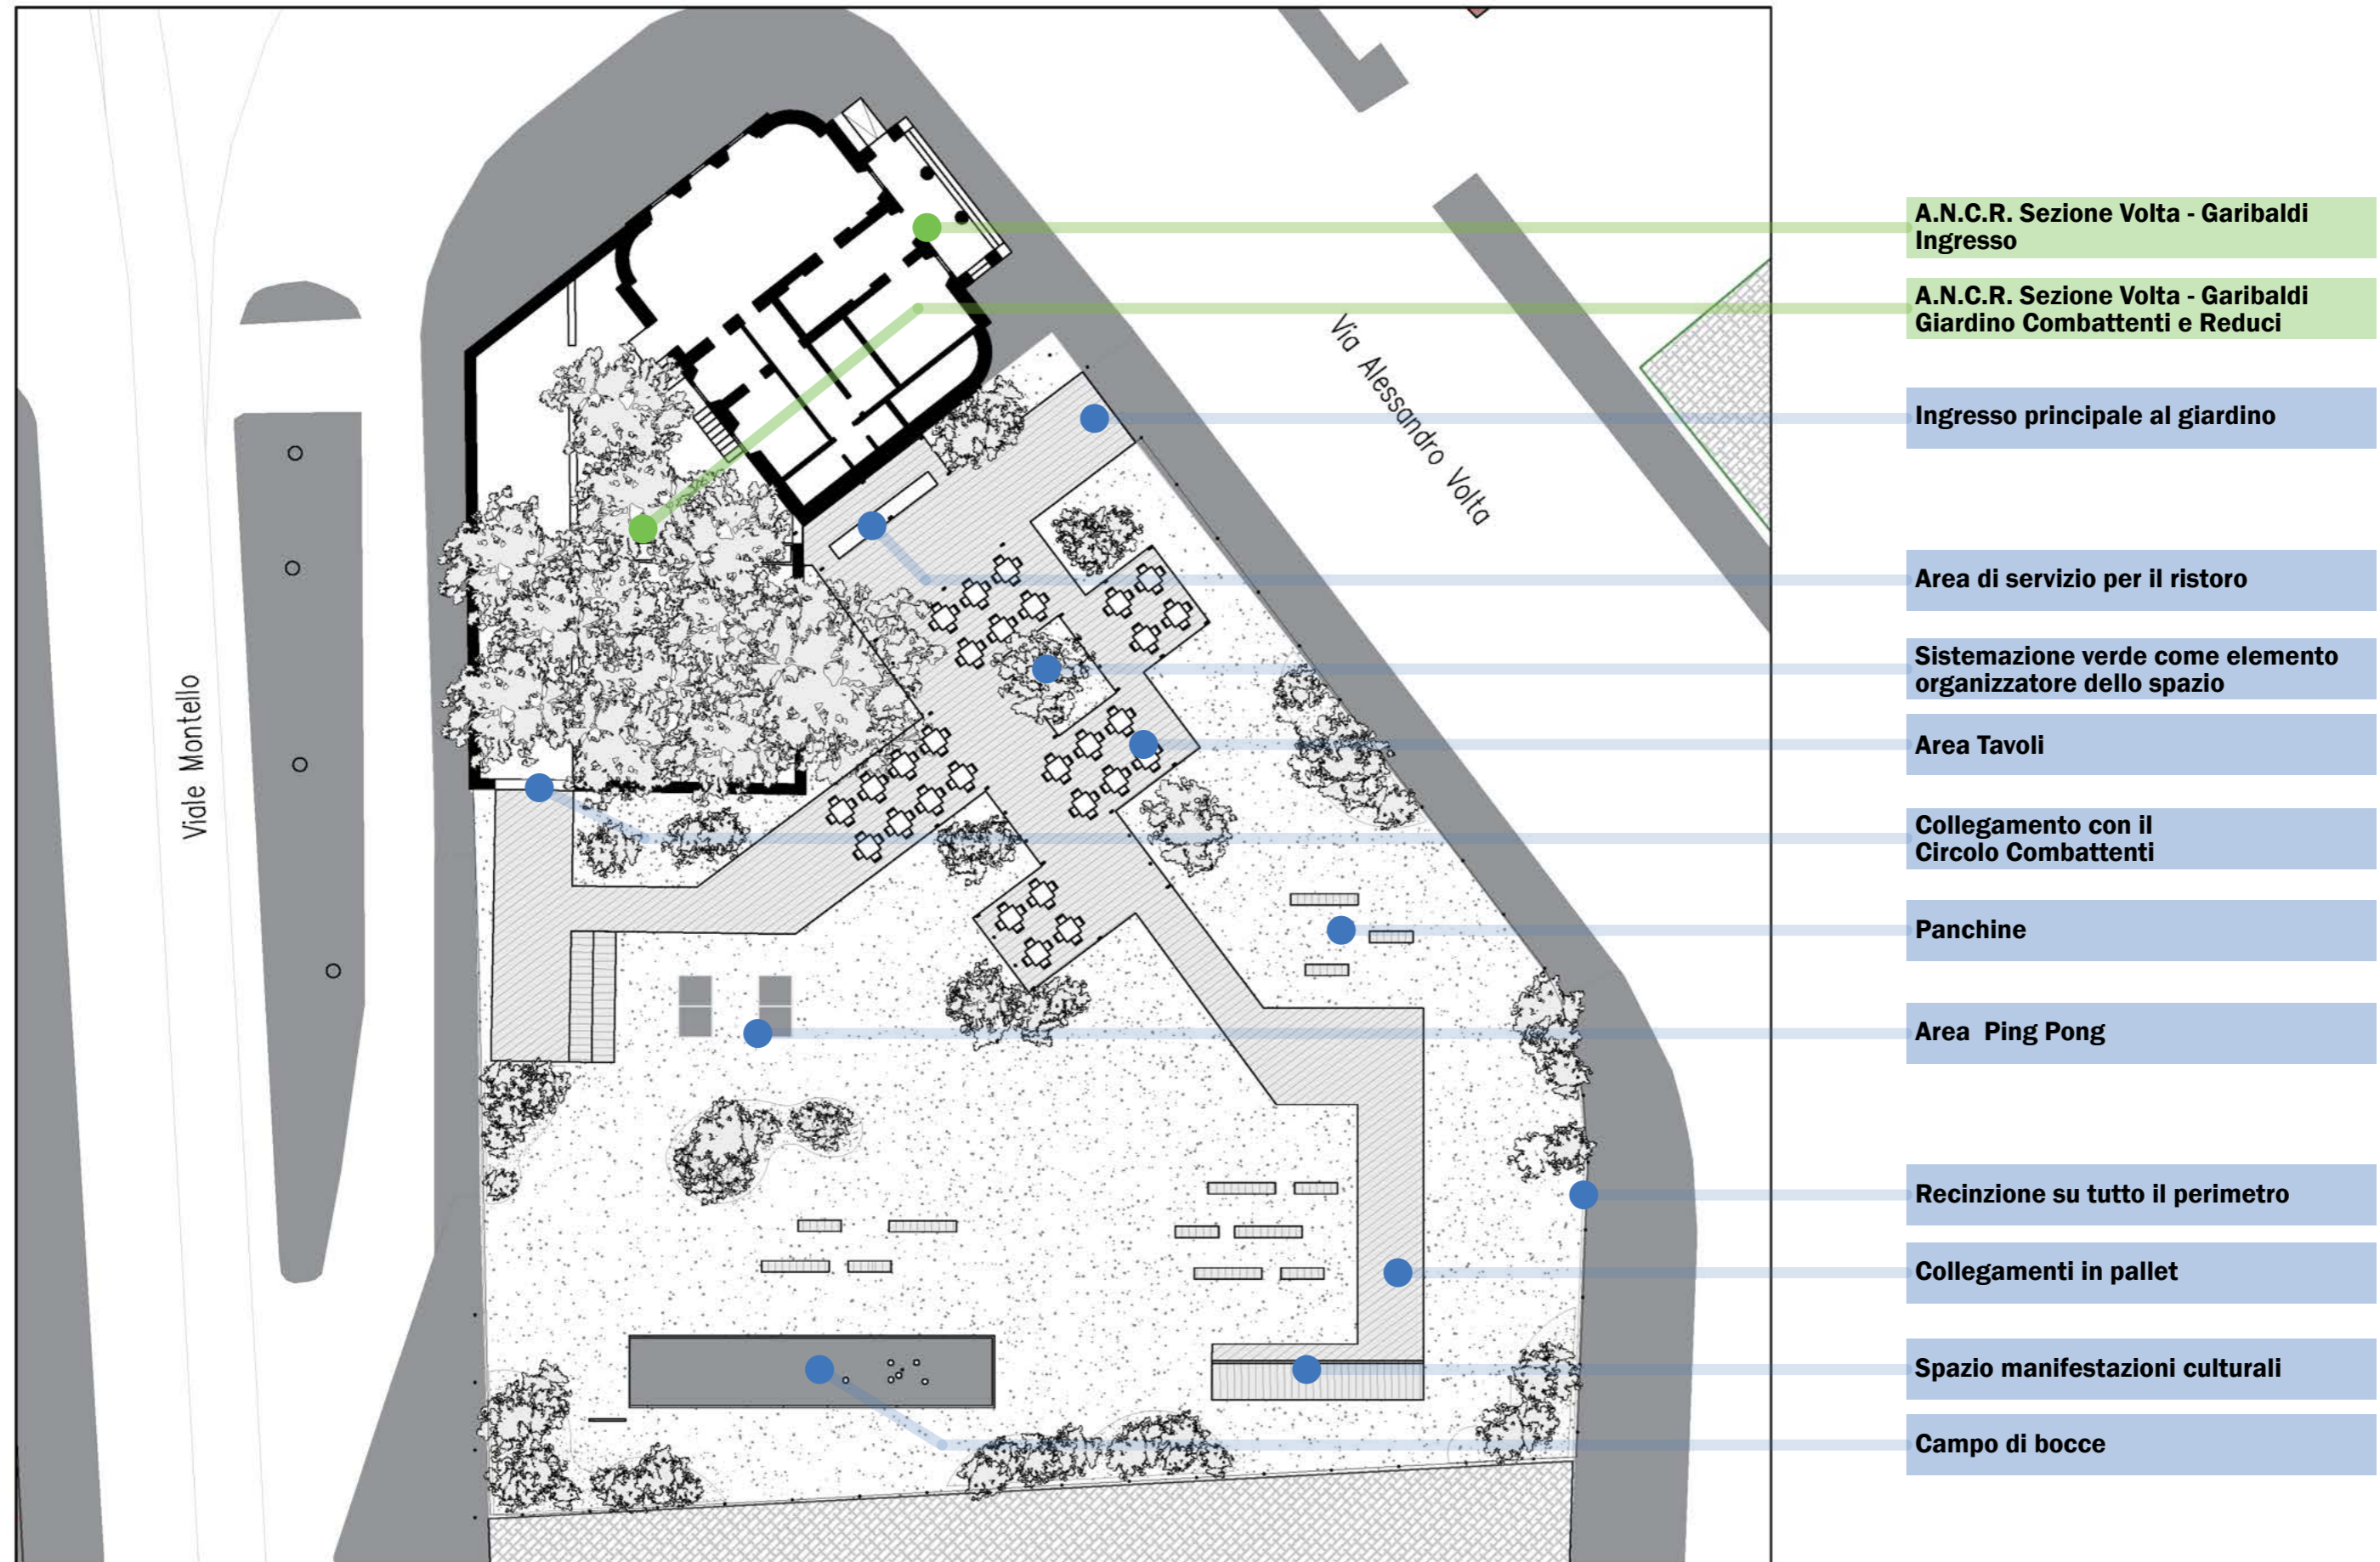 A.N.C.R. Sezione Volta - Garibaldi
Ingresso
A.N.C.R. Sezione Volta - Garibaldi
Giardino Combattenti e Reduci
Via Alessandro Volta
Ingresso principale al giardino
Area di servizio per il ristoro
Sistemazione verde come elemento
organizzatore dello spazio
Viale Montello
Area Tavoli
Collegamento con il
Circolo Combattenti
Panchine
Area Ping Pong
Recinzione su tutto il perimetro
Collegamenti in pallet
Spazio manifestazioni culturali
Campo di bocce